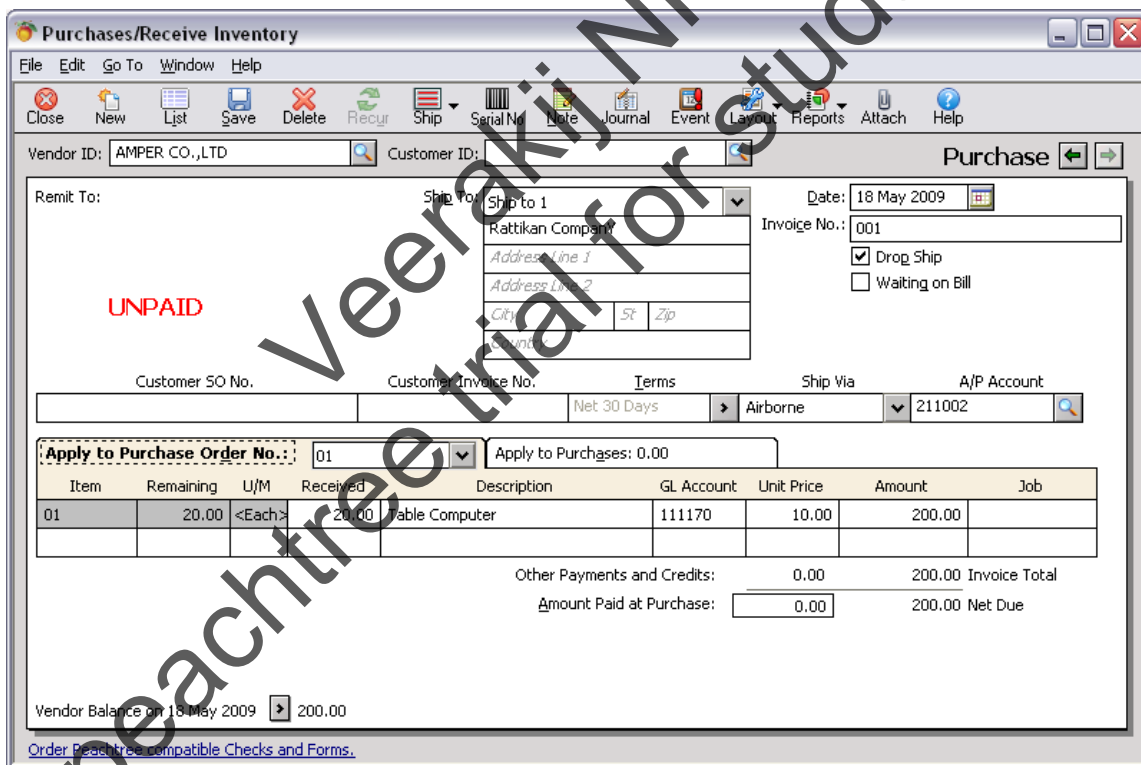 Purchases/Receive Inventory
File Edit Go To Window Help
Close New List Save Delete Recur Ship Serial No Note Journal Event Layout Reports Attach Help
Vendor ID: AMPER CO.,LTD Customer ID: Purchase
Remit To: Ship To: Ship to 1 Date: 18 May 2009
Rattikan Company Invoice No.: 001
Address Line 1 Drop Ship
Address Line 2 Waiting on Bill
UNPAID
City St Zip
Country
Customer SO No. Customer Invoice No. Terms Ship Via A/P Account
Net 30 Days Airborne 211002
Apply to Purchase Order No.: 01 Apply to Purchases: 0.00
Item Remaining U/M Received Description GL Account Unit Price Amount Job
01 20.00 <Each> 20.00 Table Computer 111170 10.00 200.00
Other Payments and Credits: 0.00 200.00 Invoice Total
Amount Paid at Purchase: 0.00 200.00 Net Due
Vendor Balance on 18 May 2009 200.00
Order Peachtree compatible Checks and Forms.
Veerakij
peachtree trial for